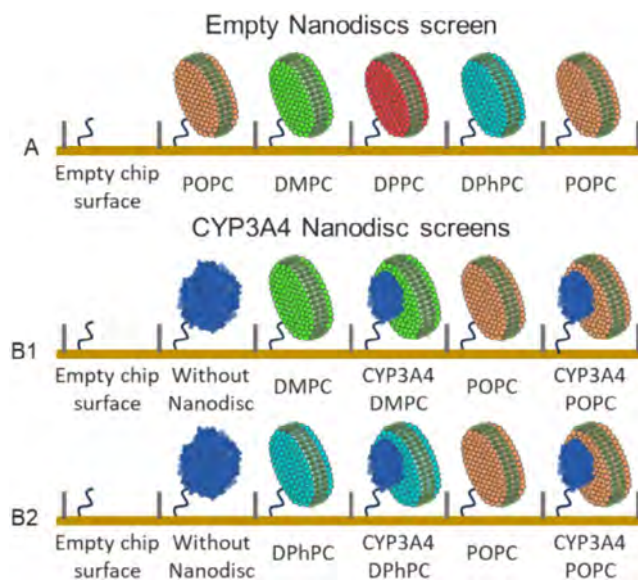 Empty Nanodiscs screen
A
Empty chip surface
POPC
DMPC
DPPC
DPhPC
POPC
CYP3A4 Nanodisc screens
B1
Empty chip surface
Without Nanodisc
DMPC
CYP3A4 DMPC
POPC
CYP3A4 POPC
B2
Empty chip surface
Without Nanodisc
DPhPC
CYP3A4 DPhPC
POPC
CYP3A4 POPC